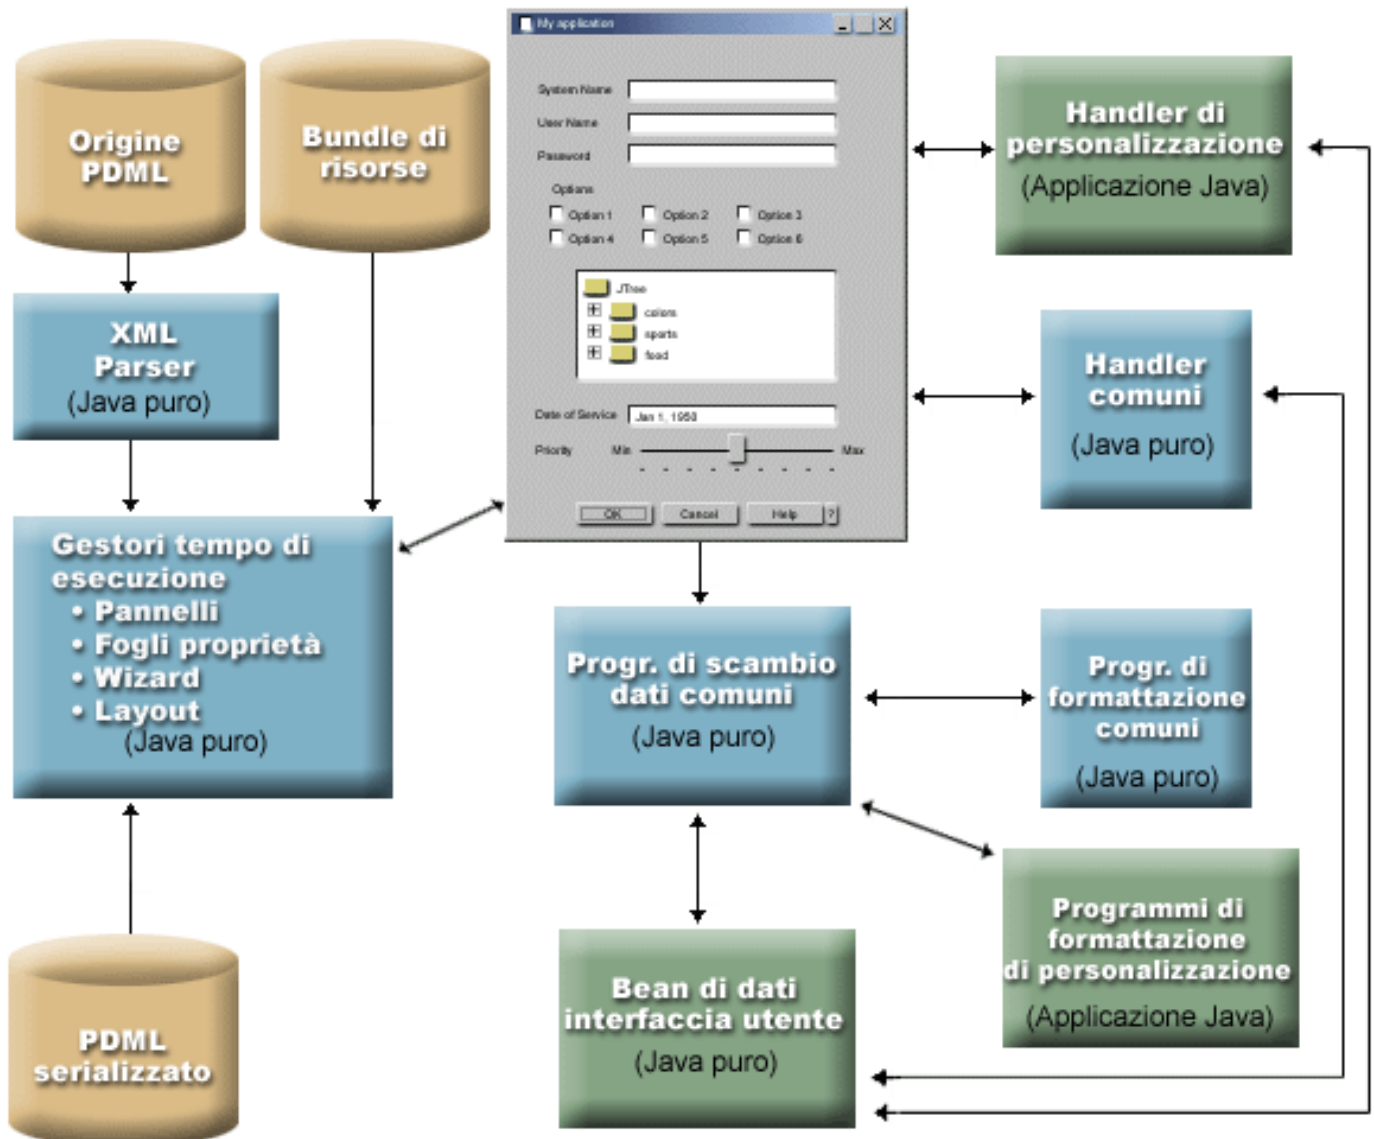 Origine
PDML
Bundle di
risorse
XML
Parser
(Java puro)
Gestori tempo di
esecuzione
• Pannelli
• Fogli proprietà
• Wizard
• Layout
(Java puro)
PDML
serializzato
My application
System Name
User Name
Password
Options
Option 1 Option 2 Option 3
Option 4 Option 5 Option 6
JTree
colors
sports
food
Date of Service Jan 1, 1958
Priority Min Max
OK Cancel Help ?
Handler di
personalizzazione
(Applicazione Java)
Handler
comuni
(Java puro)
Progr. di scambio
dati comuni
(Java puro)
Progr. di
formattazione
comuni
(Java puro)
Programmi di
formattazione
di personalizzazione
(Applicazione Java)
Bean di dati
interfaccia utente
(Java puro)